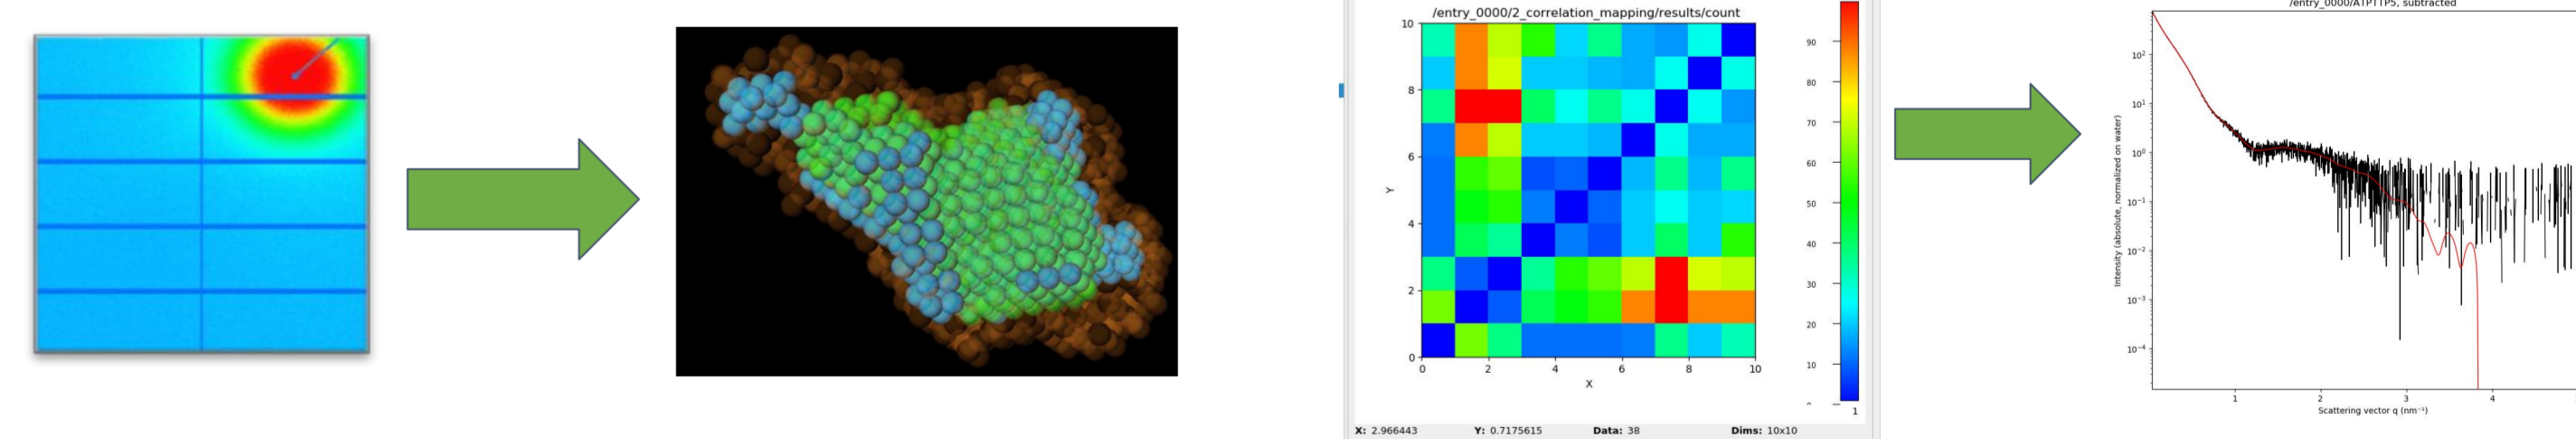 /entry_0000/2_correlation_mapping/results/count
10
8
6
4
2
0
Y
0 2 4 6 8 10
X
90
80
70
60
50
40
30
20
10
1
X: 2.966443 Y: 0.7175615 Data: 38 Dims: 10x10
/entry_0000/ATPTTP5, subtracted
Intensity (absolute, normalized on water)
10²
10¹
10⁰
10⁻¹
10⁻²
10⁻³
10⁻⁴
1 2 3 4
Scattering vector q (nm⁻¹)